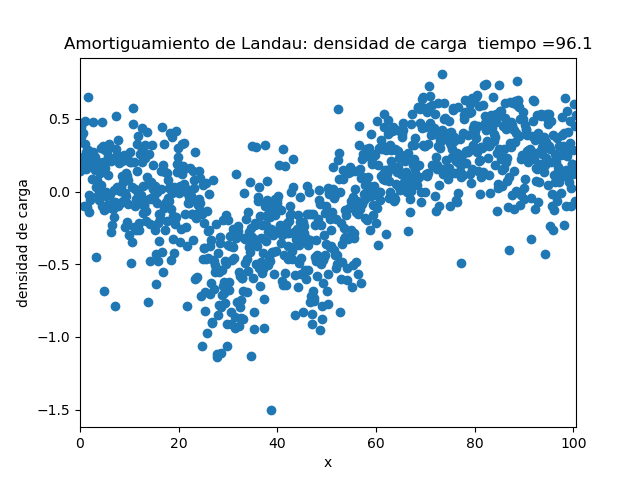 Amortiguamiento de Landau: densidad de carga  tiempo =96.1
densidad de carga
0.5
0.0
−0.5
−1.0
−1.5
0 20 40 60 80 100
x